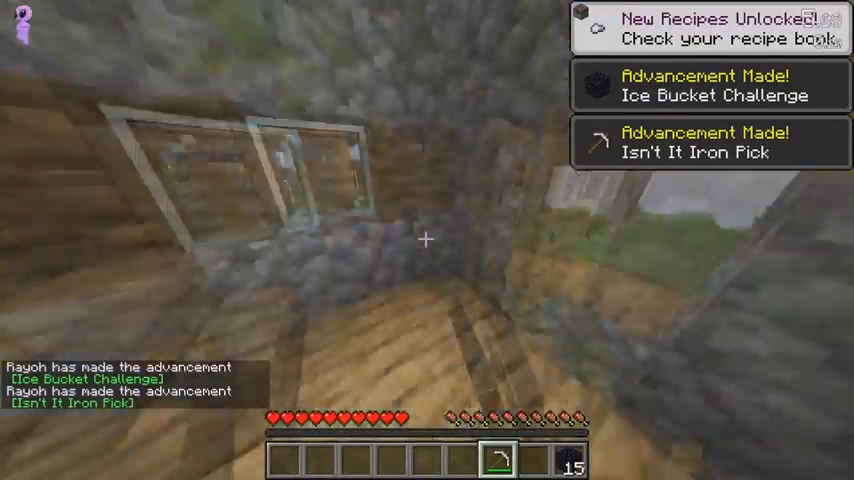 New Recipes Unlocked!
Check your recipe book
Advancement Made!
Ice Bucket Challenge
Advancement Made!
Isn't It Iron Pick
Rayoh has made the advancement
[Ice Bucket Challenge]
Rayoh has made the advancement
[Isn't It Iron Pick]
15